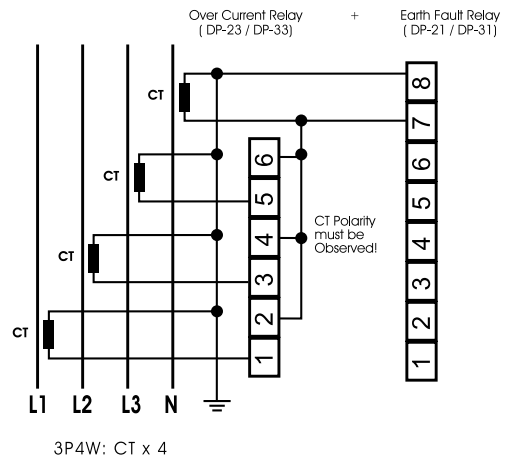 Over Current Relay + Earth Fault Relay
( DP-23 / DP-33) ( DP-21 / DP-31)
8
CT
7
6 6
CT
5 5
CT Polarity
must be
Observed!
4 4
CT
3 3
2 2
CT
1 1
L1 L2 L3 N
3P4W: CT x 4